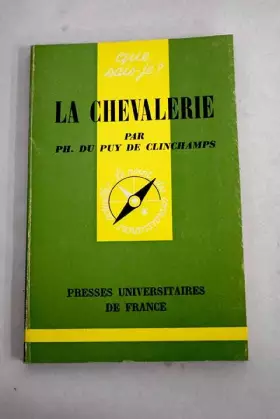 Que
sais-je?
LA CHEVALERIE
PAR
PH. DU PUY DE CLINCHAMPS
PRESSES UNIVERSITAIRES
DE FRANCE